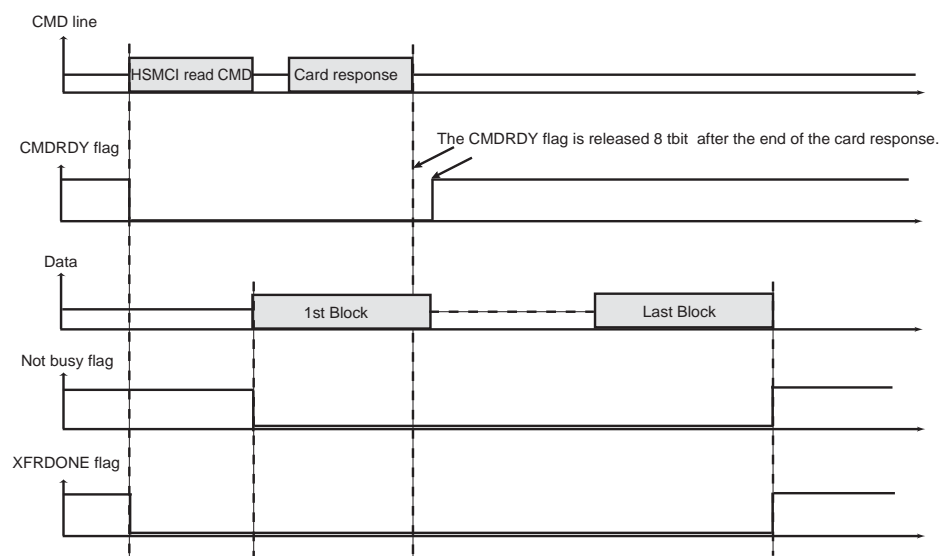 CMD line
HSMCI read CMD
Card response
The CMDRDY flag is released 8 tbit after the end of the card response.
CMDRDY flag
Data
1st Block
Last Block
Not busy flag
XFRDONE flag